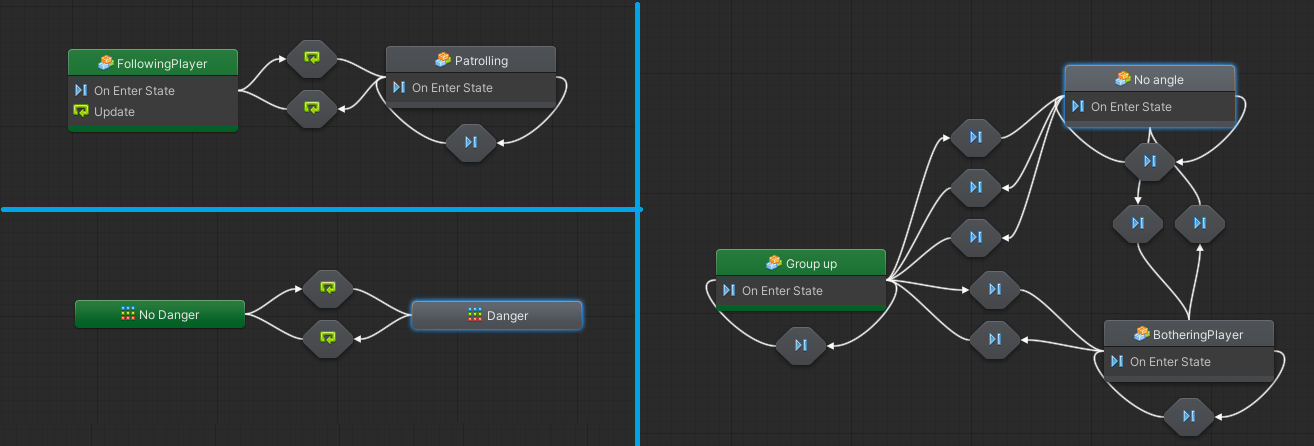 FollowingPlayer
On Enter State
Update
Patrolling
On Enter State
No Danger
Danger
No angle
On Enter State
Group up
On Enter State
BotheringPlayer
On Enter State